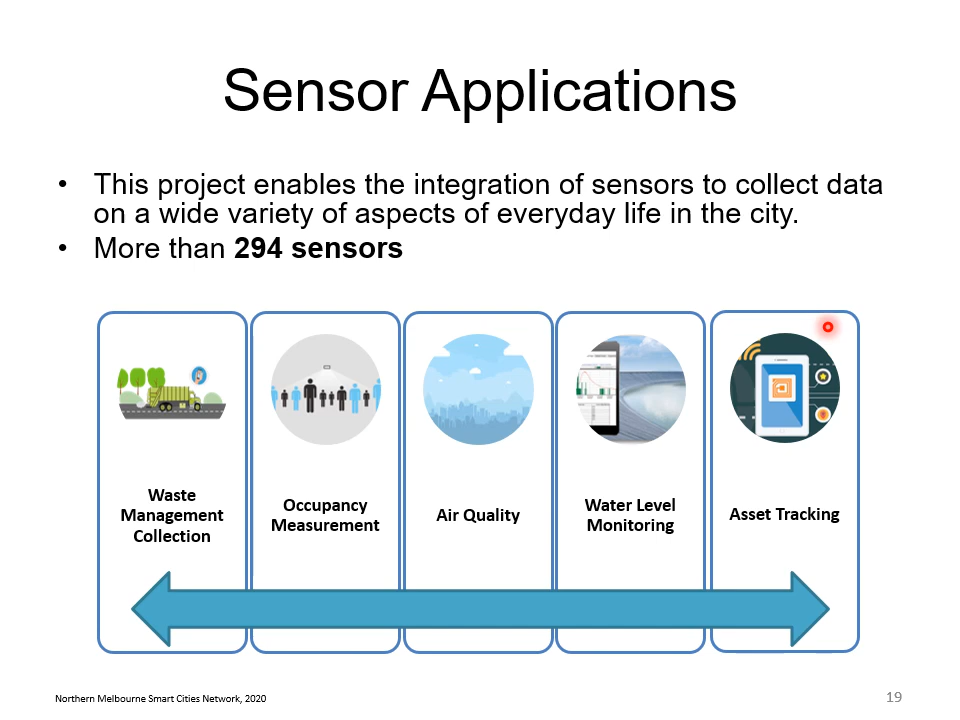 Sensor Applications
• This project enables the integration of sensors to collect data
on a wide variety of aspects of everyday life in the city.
• More than 294 sensors
Waste
Management
Collection
Occupancy
Measurement
Air Quality
Water Level
Monitoring
Asset Tracking
Northern Melbourne Smart Cities Network, 2020
19